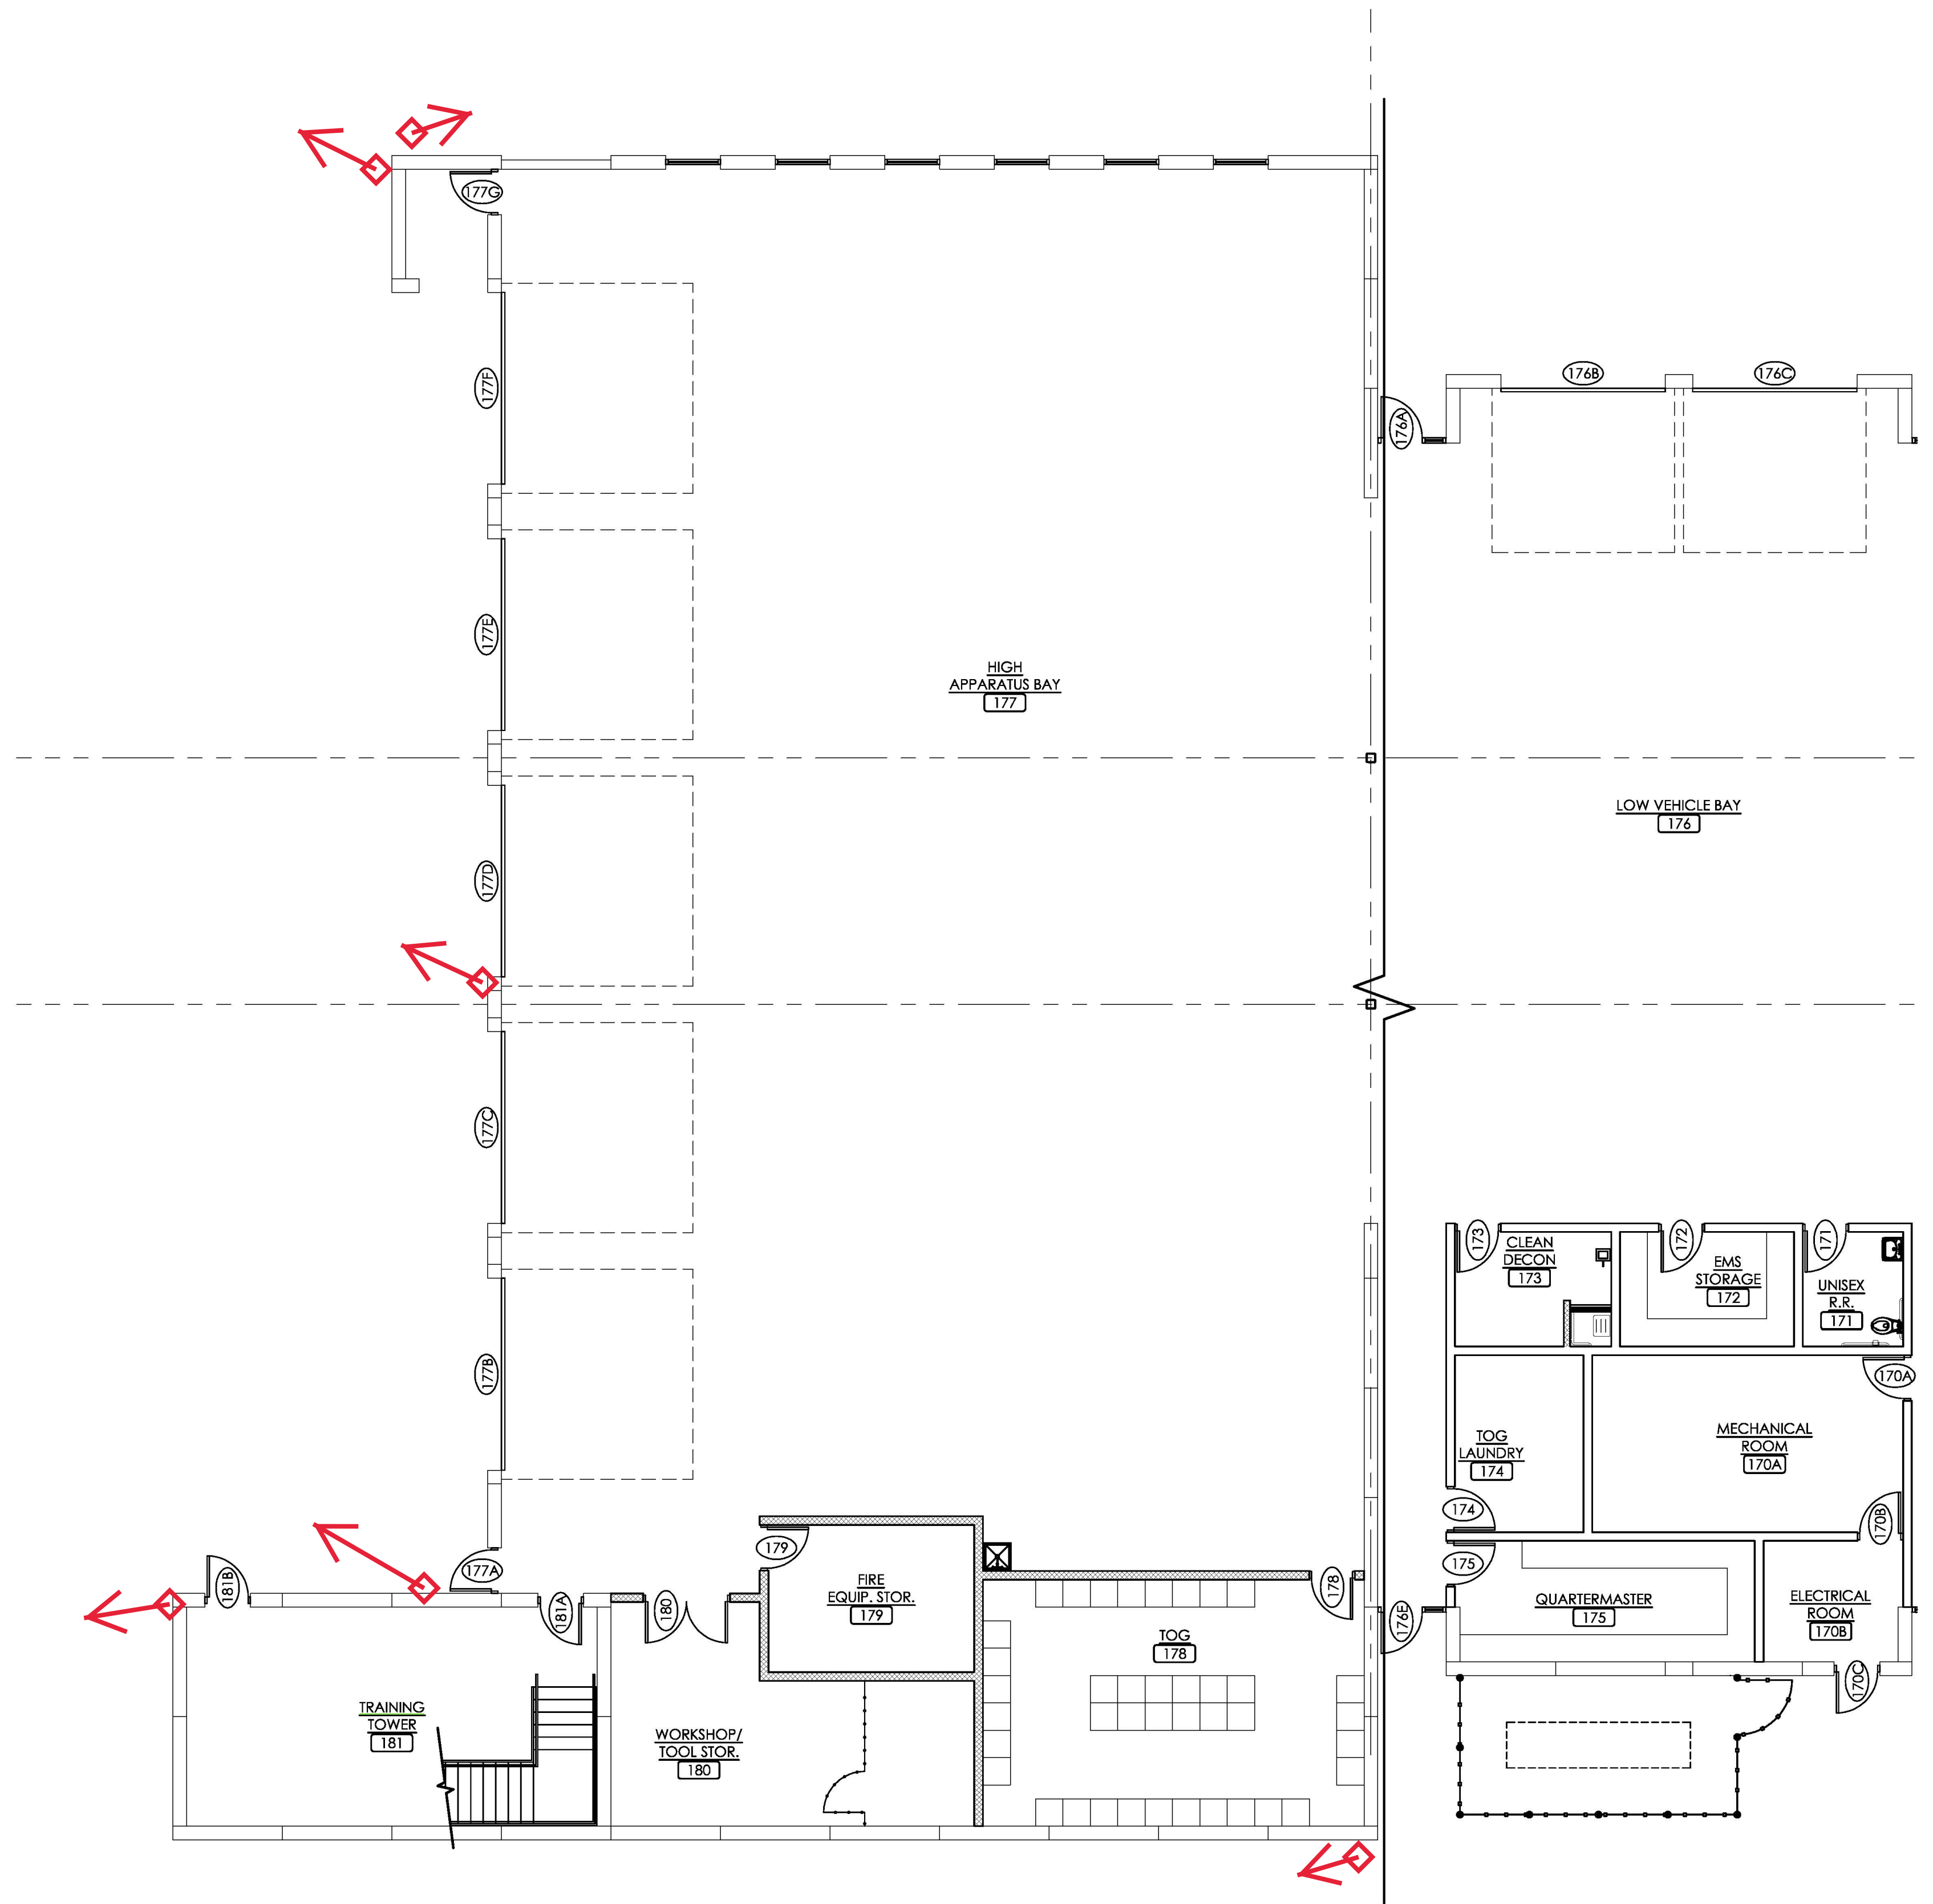 177G
176B
176C
177F
176A
177E
HIGH
APPARATUS BAY
177
LOW VEHICLE BAY
176
177D
177C
173
172
171
CLEAN
DECON
173
EMS
STORAGE
172
UNISEX
R.R.
171
177B
170A
TOG
LAUNDRY
174
MECHANICAL
ROOM
170A
174
170B
179
177A
175
181B
181A
180
FIRE
EQUIP. STOR.
179
178
176E
QUARTERMASTER
175
ELECTRICAL
ROOM
170B
TOG
178
170C
TRAINING
TOWER
181
WORKSHOP/
TOOL STOR.
180